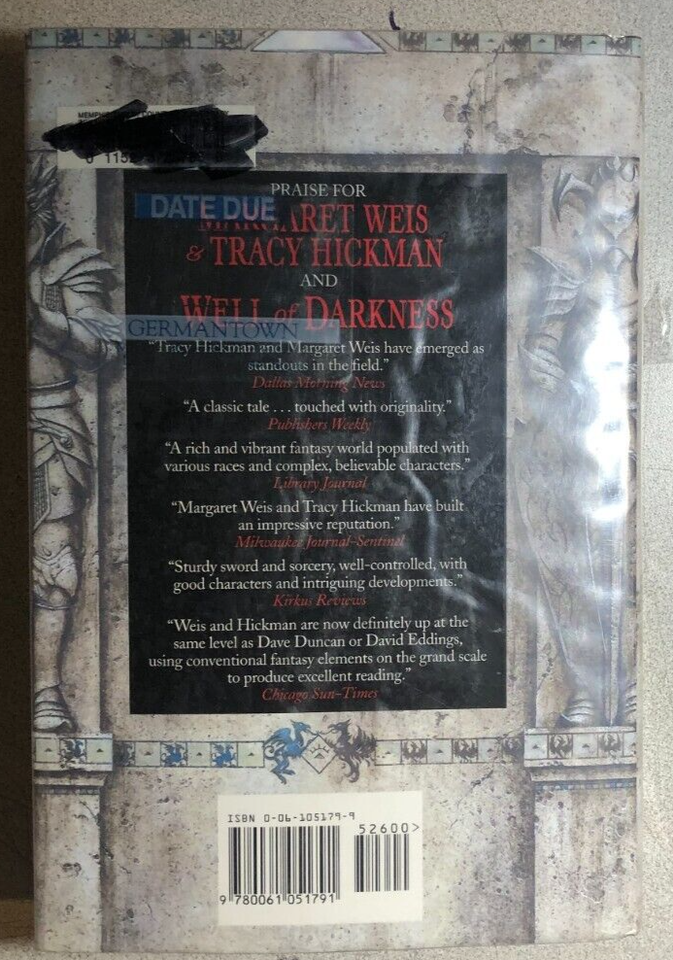 MEMPH
0 1152
PRAISE FOR
DATE DUE
ARET WEIS
& TRACY HICKMAN
AND
WELL of DARKNESS
GERMANTOWN
“Tracy Hickman and Margaret Weis have emerged as
standouts in the field.”
Dallas Morning News
“A classic tale . . . touched with originality.”
Publishers Weekly
“A rich and vibrant fantasy world populated with
various races and complex, believable characters.”
Library Journal
“Margaret Weis and Tracy Hickman have built
an impressive reputation.”
Milwaukee Journal-Sentinel
“Sturdy sword and sorcery, well-controlled, with
good characters and intriguing developments.”
Kirkus Reviews
“Weis and Hickman are now definitely up at the
same level as Dave Duncan or David Eddings,
using conventional fantasy elements on the grand scale
to produce excellent reading.”
Chicago Sun-Times
ISBN 0-06-105179-9
52600>
9 780061 051791